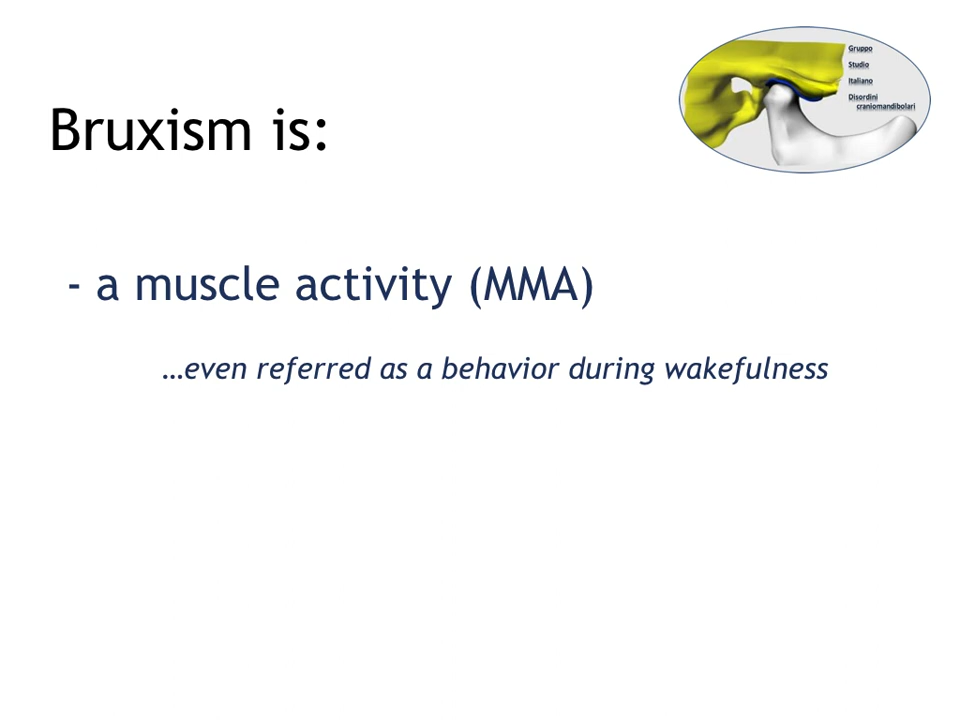 Gruppo
Studio
Italiano
Disordini
craniomandibolari
Bruxism is:
- a muscle activity (MMA)
…even referred as a behavior during wakefulness